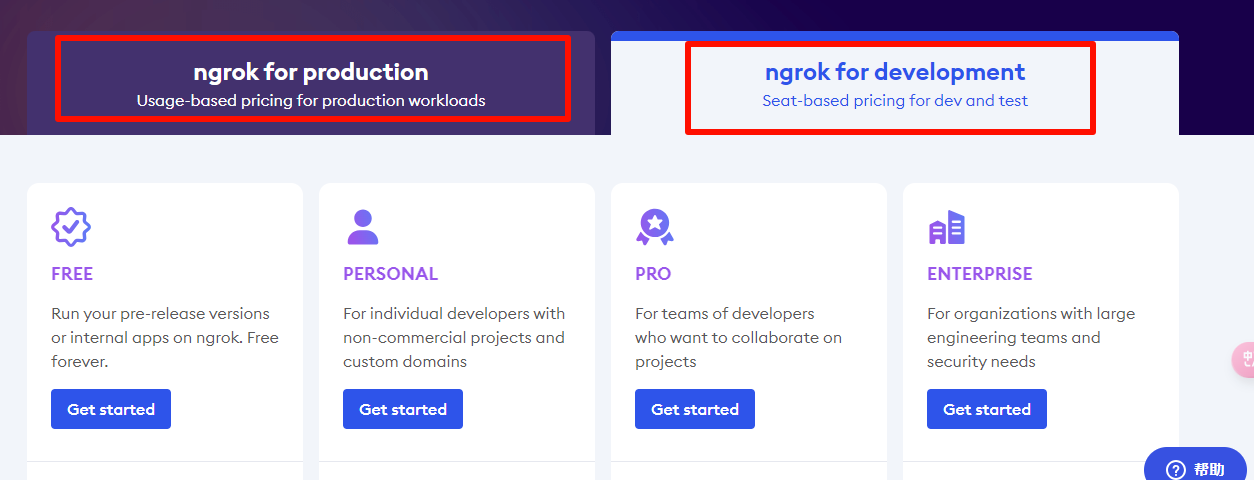 ngrok for production
Usage-based pricing for production workloads
ngrok for development
Seat-based pricing for dev and test
FREE
Run your pre-release versions
or internal apps on ngrok. Free
forever.
Get started
PERSONAL
For individual developers with
non-commercial projects and
custom domains
Get started
PRO
For teams of developers
who want to collaborate on
projects
Get started
ENTERPRISE
For organizations with large
engineering teams and
security needs
Get started
中
帮助